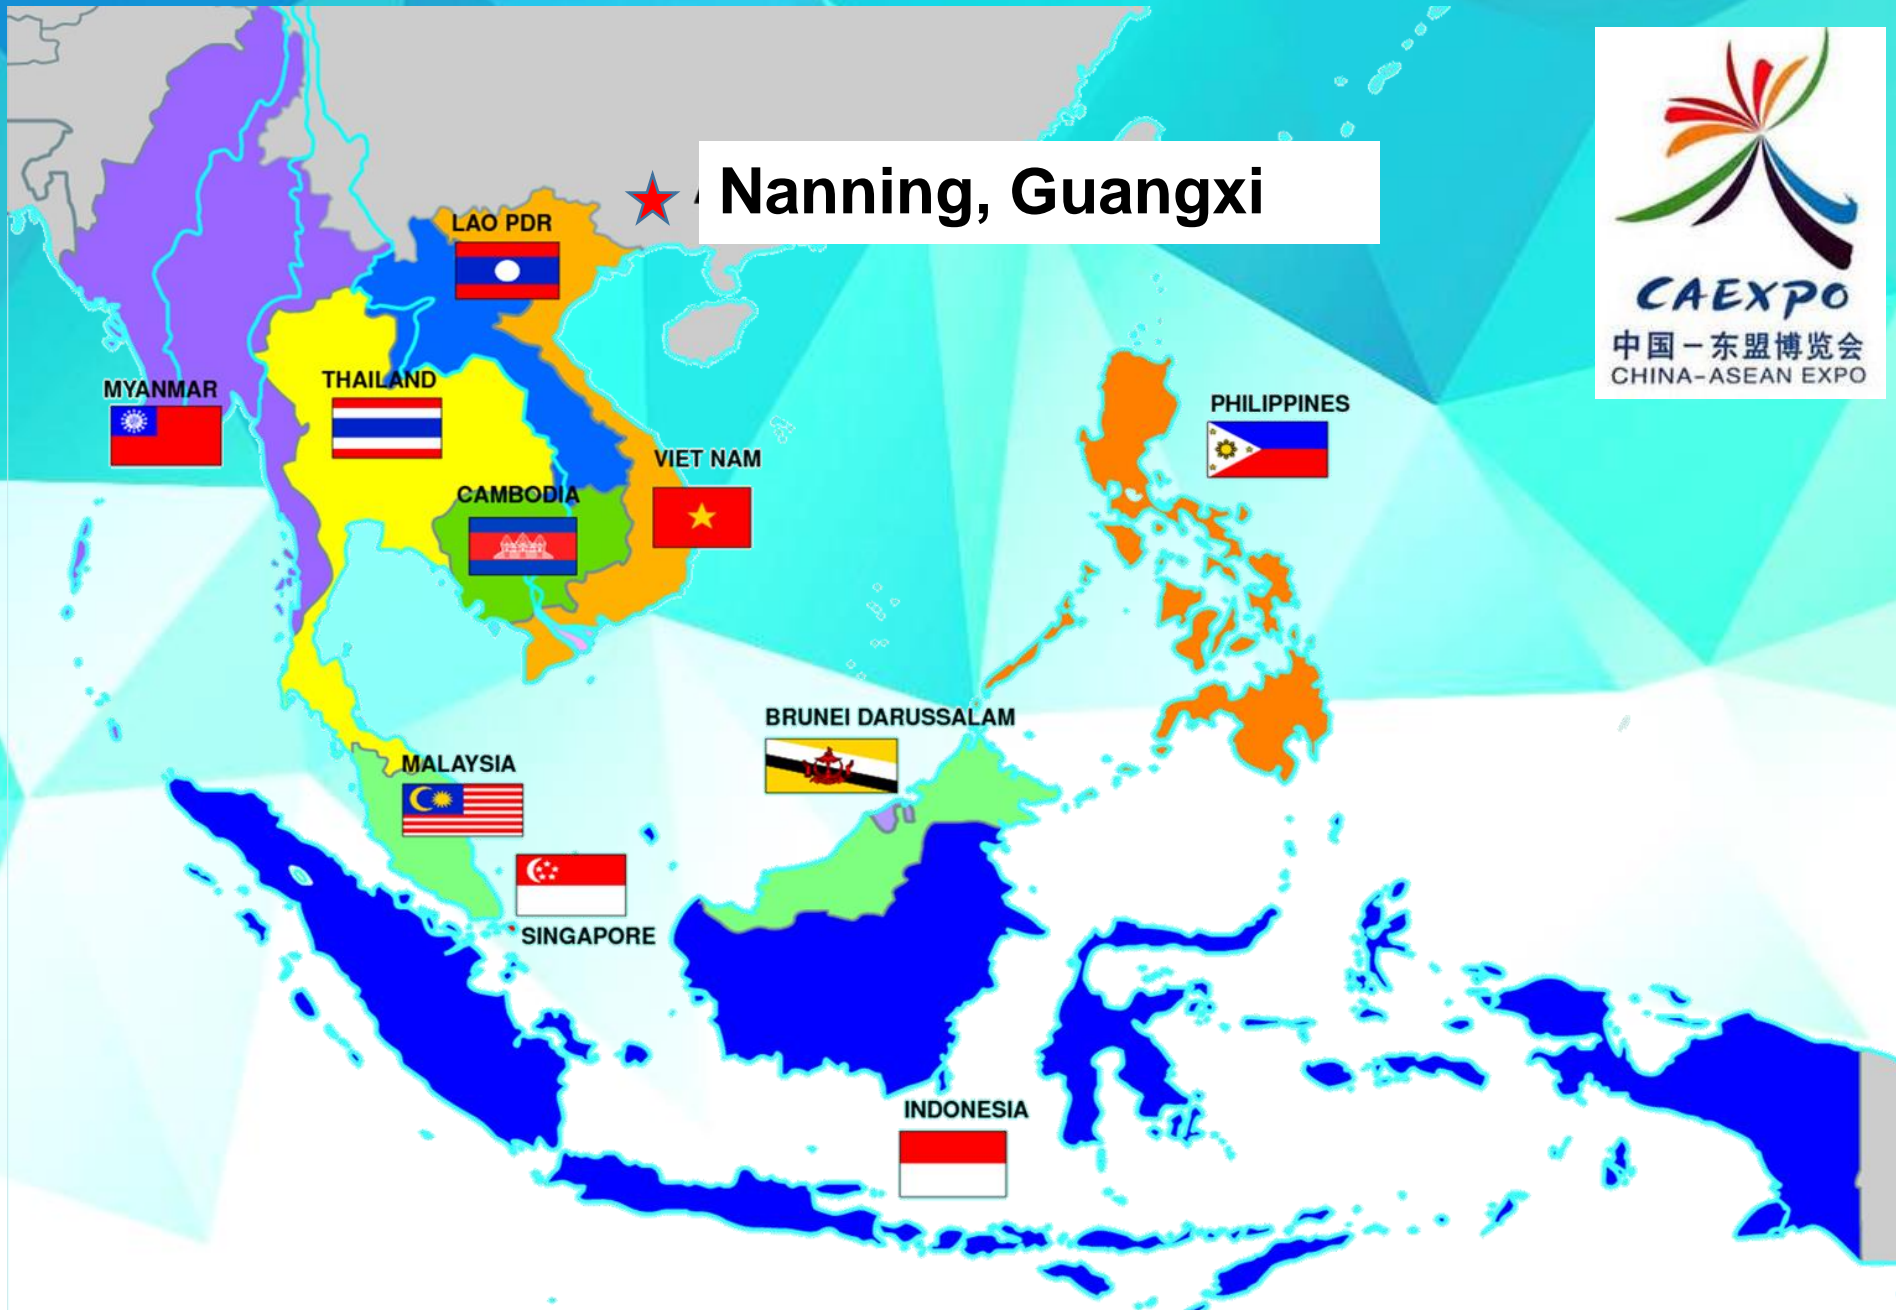 Nanning, Guangxi
CAEXPO
中国－东盟博览会
CHINA-ASEAN EXPO
LAO PDR
MYANMAR
THAILAND
PHILIPPINES
VIET NAM
CAMBODIA
BRUNEI DARUSSALAM
MALAYSIA
SINGAPORE
INDONESIA